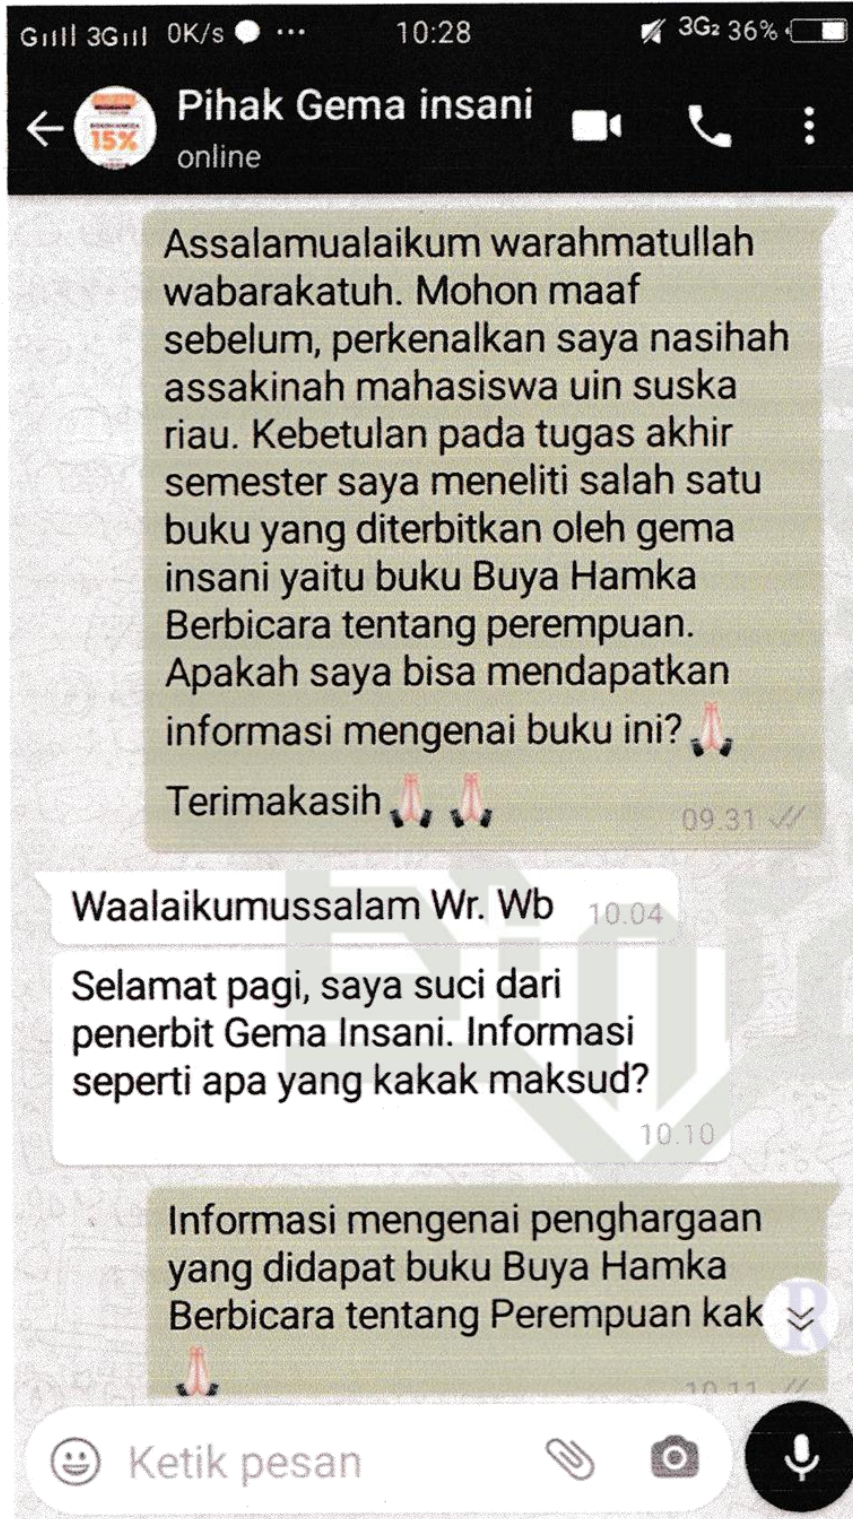 3G 0K/s ... 10:28 3G2 36%
Pihak Gema insani
15%
online
Assalamualaikum warahmatullah
wabarakatuh. Mohon maaf
sebelum, perkenalkan saya nasihah
assakinah mahasiswa uin suska
riau. Kebetulan pada tugas akhir
semester saya meneliti salah satu
buku yang diterbitkan oleh gema
insani yaitu buku Buya Hamka
Berbicara tentang perempuan.
Apakah saya bisa mendapatkan
informasi mengenai buku ini?🙏
Terimakasih🙏🙏
09.31
Waalaikumussalam Wr. Wb 10.04
Selamat pagi, saya suci dari
penerbit Gema Insani. Informasi
seperti apa yang kakak maksud?
10.10
Informasi mengenai penghargaan
yang didapat buku Buya Hamka
Berbicara tentang Perempuan kak
🙏
10.11
Ketik pesan